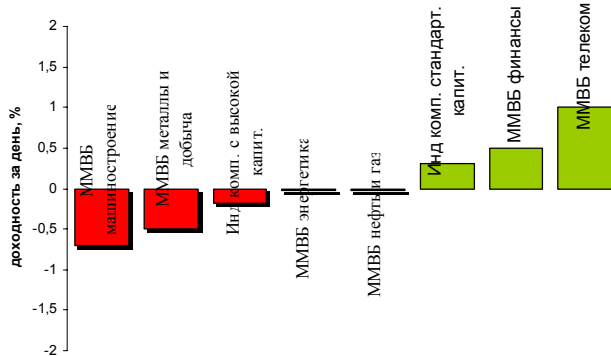 доходность за день, %
2
1,5
1
0,5
0
-0,5
-1
-1,5
-2
ММВБ
машиностроение
ММВБ металлы и
добыча
Инд комп. с высокой
капит.
ММВБ энергетика
ММВБ нефть и газ
Инд комп. стандарт.
капит.
ММВБ финансы
ММВБ телеком